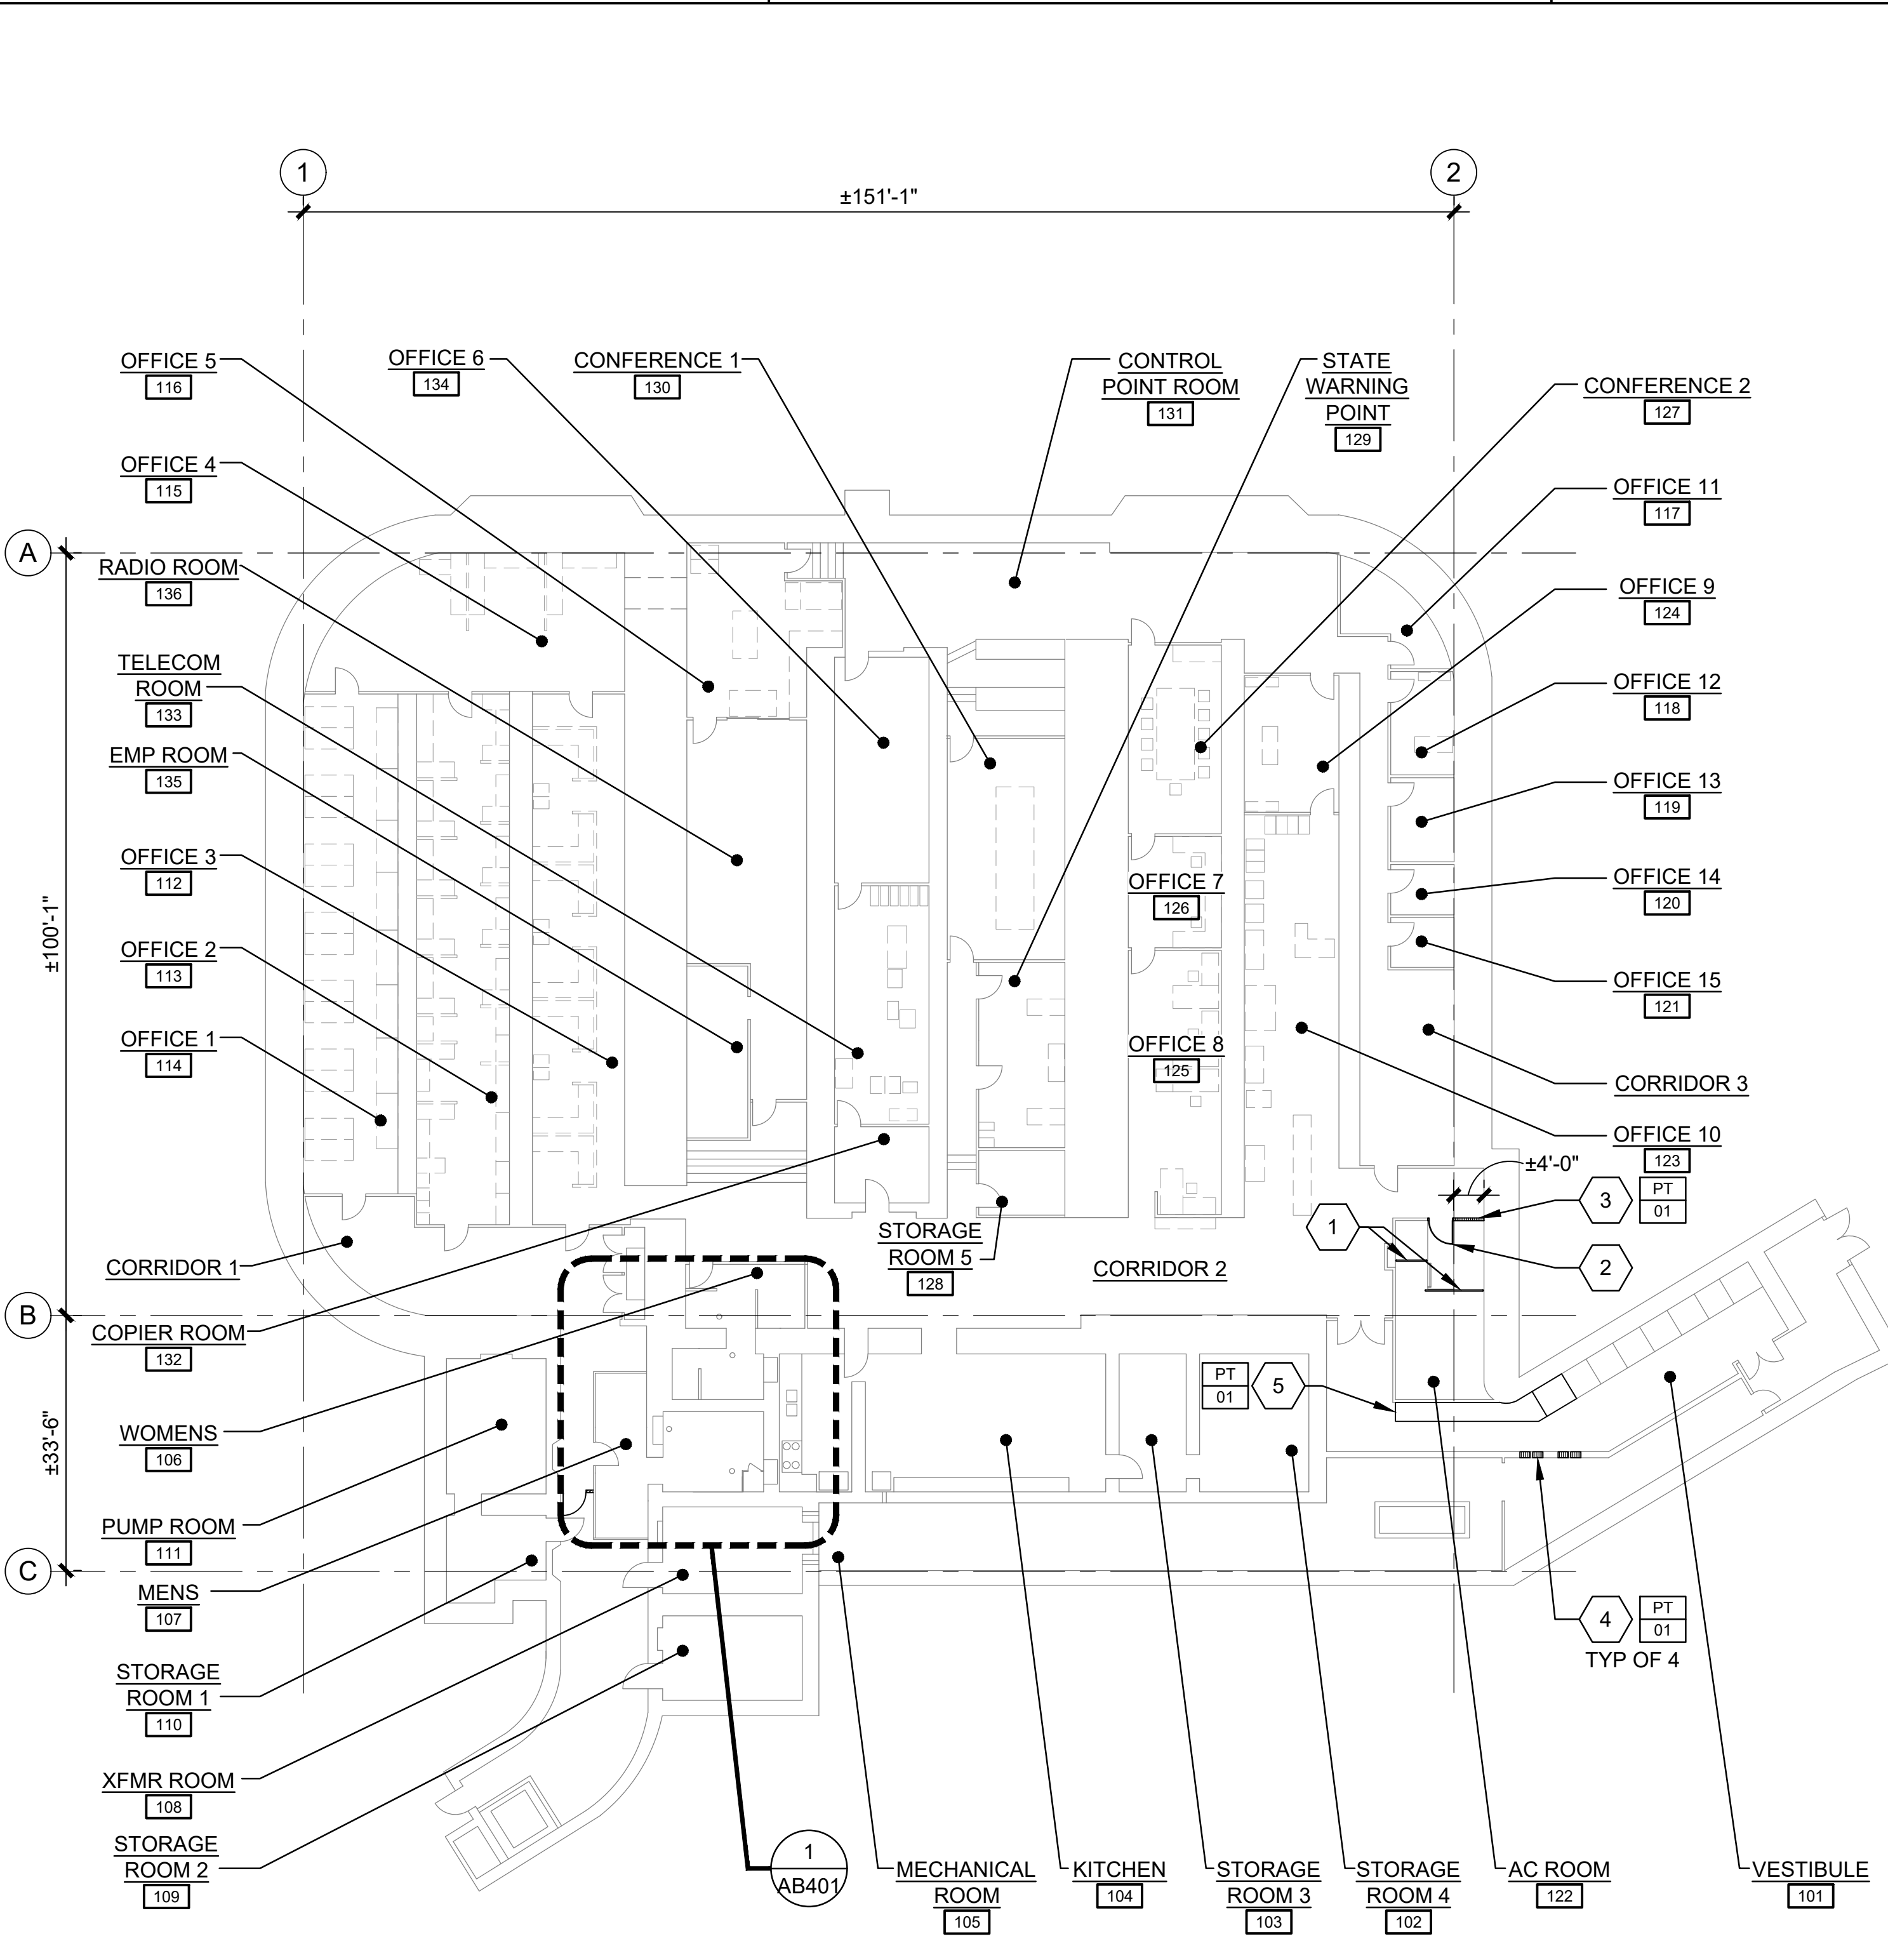 1
2
±151'-1"
OFFICE 5
116
OFFICE 6
134
CONFERENCE 1
130
CONTROL
POINT ROOM
131
STATE
WARNING
POINT
129
CONFERENCE 2
127
OFFICE 4
115
OFFICE 11
117
A
RADIO ROOM
136
OFFICE 9
124
TELECOM
ROOM
133
OFFICE 12
118
EMP ROOM
135
OFFICE 13
119
OFFICE 3
112
OFFICE 7
126
OFFICE 14
120
±100'-1"
OFFICE 2
113
OFFICE 15
121
OFFICE 1
114
OFFICE 8
125
CORRIDOR 3
OFFICE 10
123
±4'-0"
3
PT
01
1
2
STORAGE
ROOM 5
128
CORRIDOR 1
CORRIDOR 2
B
COPIER ROOM
132
PT
01
5
WOMENS
106
±33'-6"
PUMP ROOM
111
C
MENS
107
4
PT
01
TYP OF 4
STORAGE
ROOM 1
110
XFMR ROOM
108
STORAGE
ROOM 2
109
1
AB401
MECHANICAL
ROOM
105
KITCHEN
104
STORAGE
ROOM 3
103
STORAGE
ROOM 4
102
AC ROOM
122
VESTIBULE
101